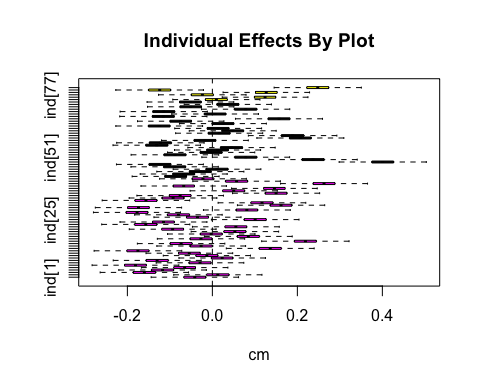 Individual Effects By Plot
ind[77]
ind[51]
ind[25]
ind[1]
-0.2 0.0 0.2 0.4
cm